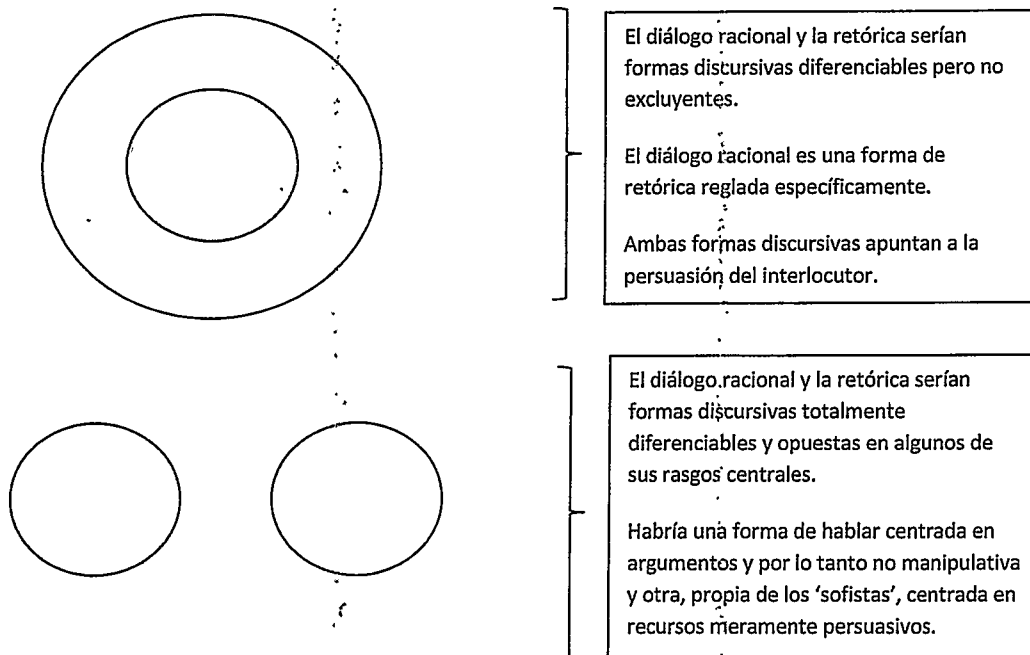 El diálogo racional y la retórica serían
formas discursivas diferenciables pero no
excluyentes.
El diálogo racional es una forma de
retórica reglada específicamente.
Ambas formas discursivas apuntan a la
persuasión del interlocutor.
El diálogo racional y la retórica serían
formas discursivas totalmente
diferenciables y opuestas en algunos de
sus rasgos centrales.
Habría una forma de hablar centrada en
argumentos y por lo tanto no manipulativa
y otra, propia de los 'sofistas', centrada en
recursos meramente persuasivos.